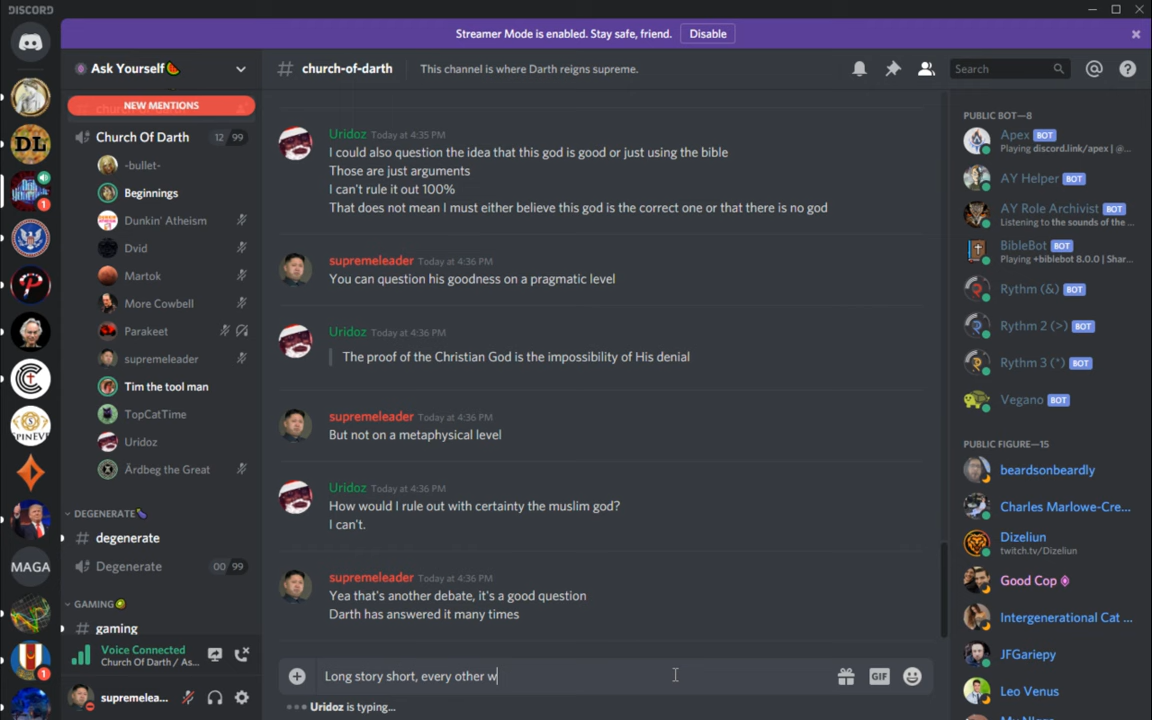 DISCORD
Streamer Mode is enabled. Stay safe, friend. Disable
Ask Yourself🍉
# church-of-darth This channel is where Darth reigns supreme.
Search
NEW MENTIONS
Church Of Darth 12 99
-bullet-
Beginnings
Dunkin' Atheism
Dvid
Martok
More Cowbell
Parakeet
supremeleader
Tim the tool man
TopCatTime
Uridoz
Ärdbeg the Great
DEGENERATE🍆
# degenerate
Degenerate 00 99
GAMING🥝
# gaming
Voice Connected
Church Of Darth / As...
supremelea...
DL
SPINEVE
MAGA
1
1
Uridoz Today at 4:35 PM
I could also question the idea that this god is good or just using the bible
Those are just arguments
I can't rule it out 100%
That does not mean I must either believe this god is the correct one or that there is no god
supremeleader Today at 4:36 PM
You can question his goodness on a pragmatic level
Uridoz Today at 4:36 PM
The proof of the Christian God is the impossibility of His denial
supremeleader Today at 4:36 PM
But not on a metaphysical level
Uridoz Today at 4:36 PM
How would I rule out with certainty the muslim god?
I can't.
supremeleader Today at 4:36 PM
Yea that's another debate, it's a good question
Darth has answered it many times
Long story short, every other w
GIF
Uridoz is typing...
PUBLIC BOT—8
Apex BOT
Playing discord.link/apex | @...
AY Helper BOT
AY Role Archivist BOT
Listening to the sounds of the ...
BibleBot BOT
Playing +biblebot 8.0.0 | Shar...
Rythm (&) BOT
Rythm 2 (>) BOT
Rythm 3 (*) BOT
Vegano BOT
PUBLIC FIGURE—15
beardsonbeardly
Charles Marlowe-Cre...
Dizeliun
twitch.tv/Dizeliun
Good Cop
Intergenerational Cat ...
JFGariepy
Leo Venus